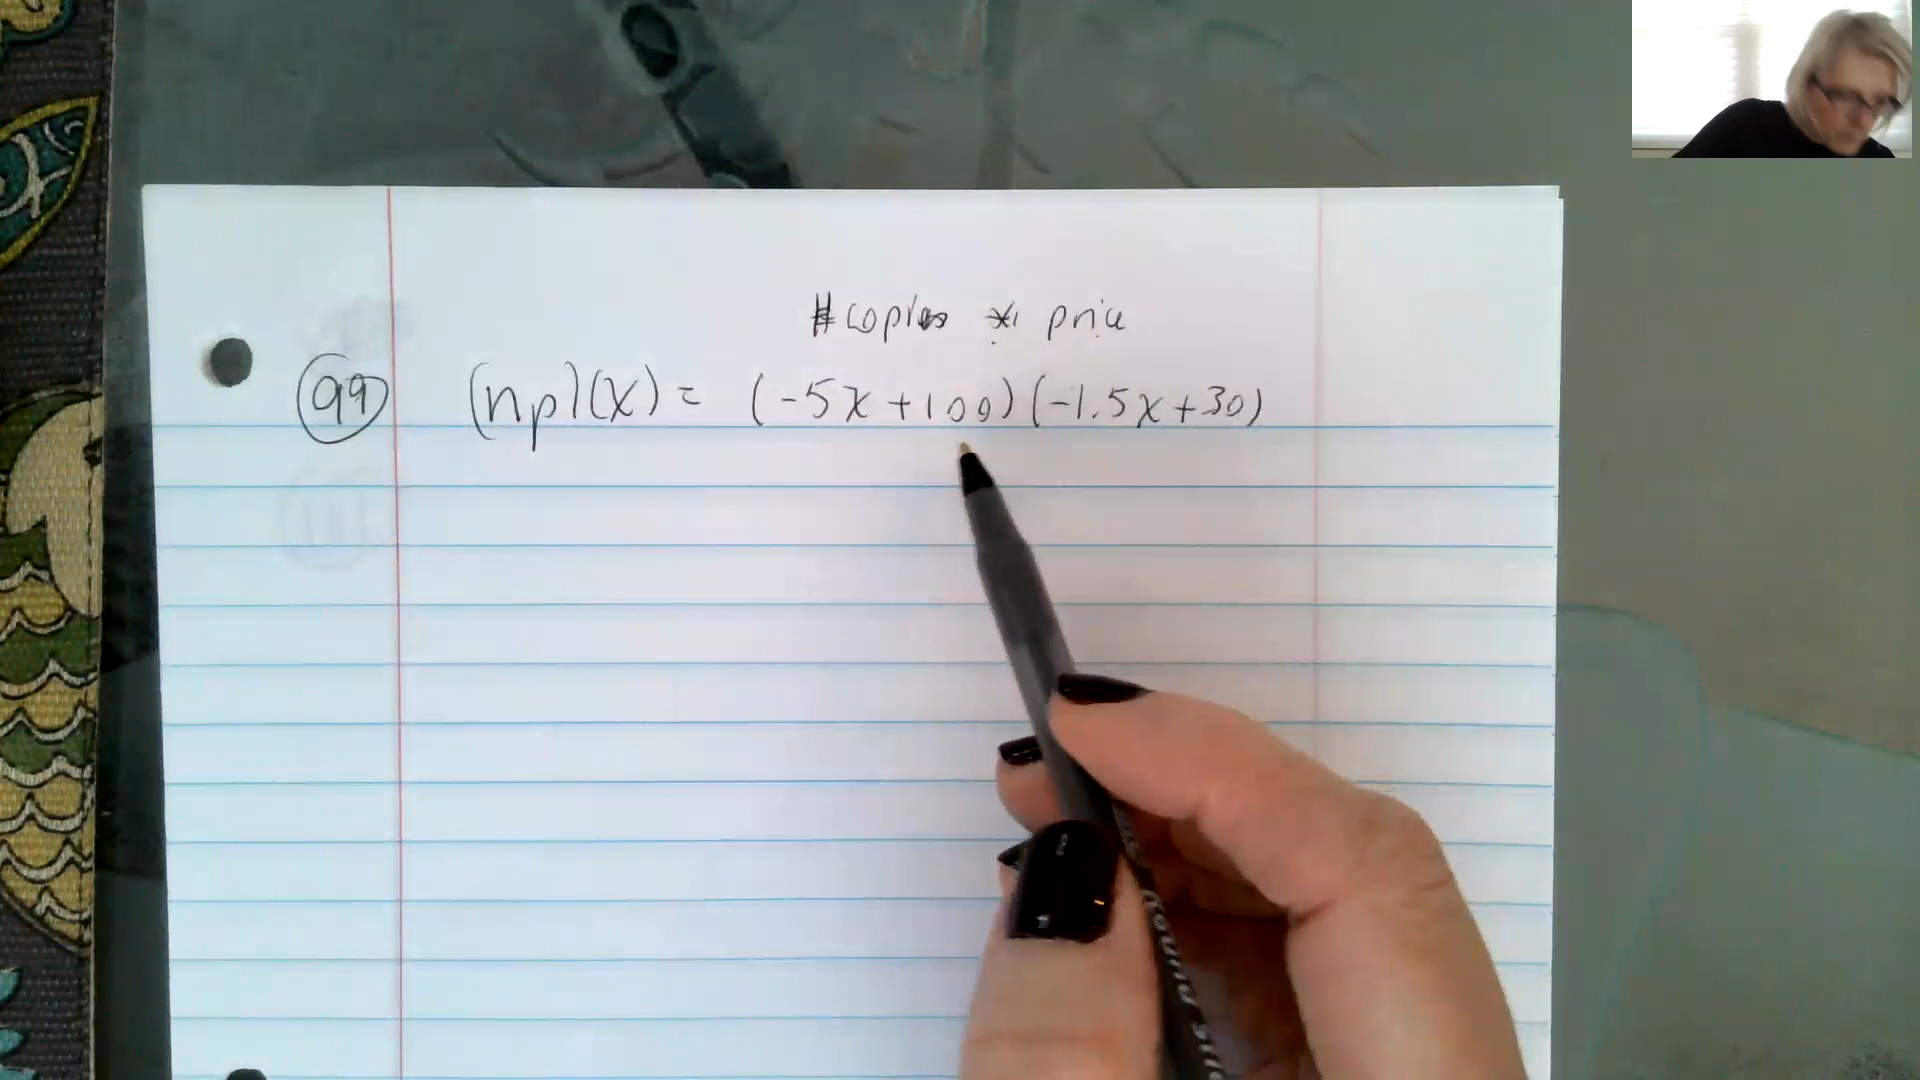 # copies * price
99 (np)(x) = (-5x+100)(-1.5x+30)